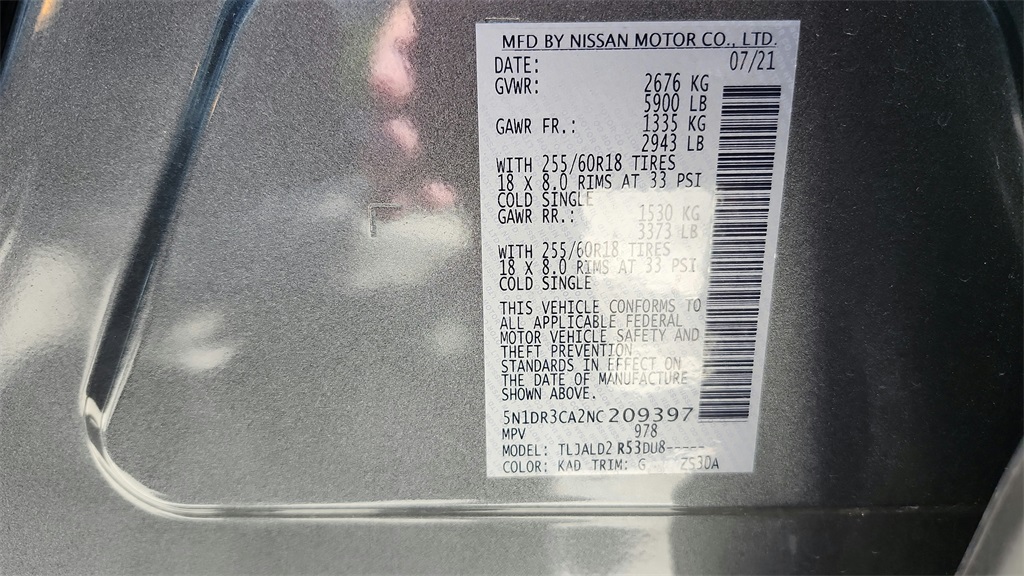 MFD BY NISSAN MOTOR CO., LTD.
DATE: 07/21
GVWR: 2676 KG
5900 LB
GAWR FR.: 1335 KG
2943 LB
WITH 255/60R18 TIRES
18 X 8.0 RIMS AT 33 PSI
COLD SINGLE
GAWR RR.: 1530 KG
3373 LB
WITH 255/60R18 TIRES
18 X 8.0 RIMS AT 33 PSI
COLD SINGLE
THIS VEHICLE CONFORMS TO
ALL APPLICABLE FEDERAL
MOTOR VEHICLE SAFETY AND
THEFT PREVENTION
STANDARDS IN EFFECT ON
THE DATE OF MANUFACTURE
SHOWN ABOVE.
5N1DR3CA2NC209397
MPV 978
MODEL: TLJALD2 R53DU8-----
COLOR: KAD TRIM: G ZS3DA